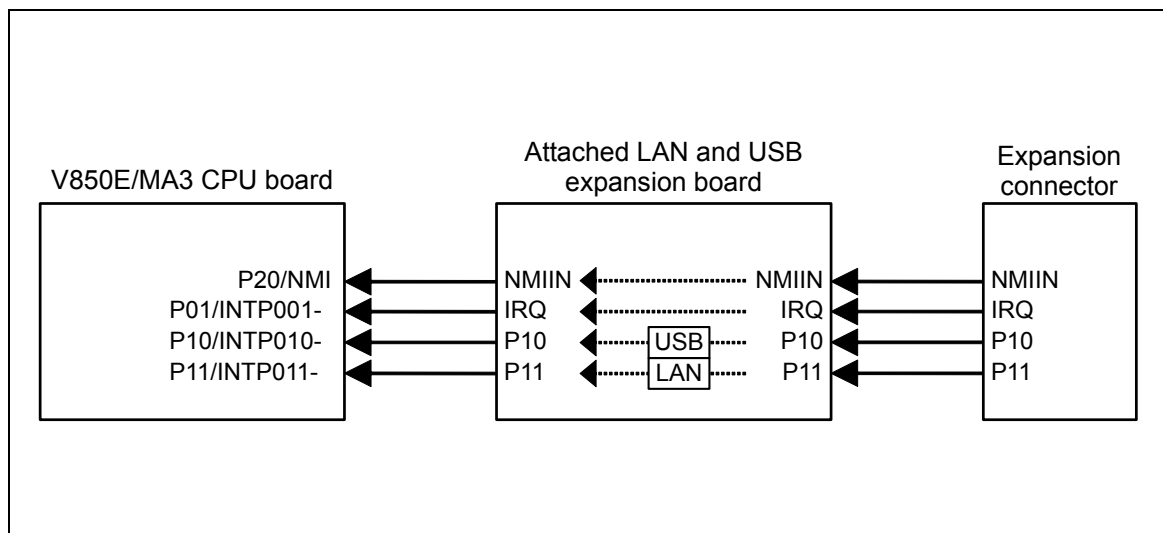 V850E/MA3 CPU board
Attached LAN and USB
expansion board
Expansion
connector
P20/NMI
NMIIN
NMIIN
NMIIN
P01/INTP001-
IRQ
IRQ
P10/INTP010-
P10
USB
P10
P10
P11/INTP011-
P11
LAN
P11
P11